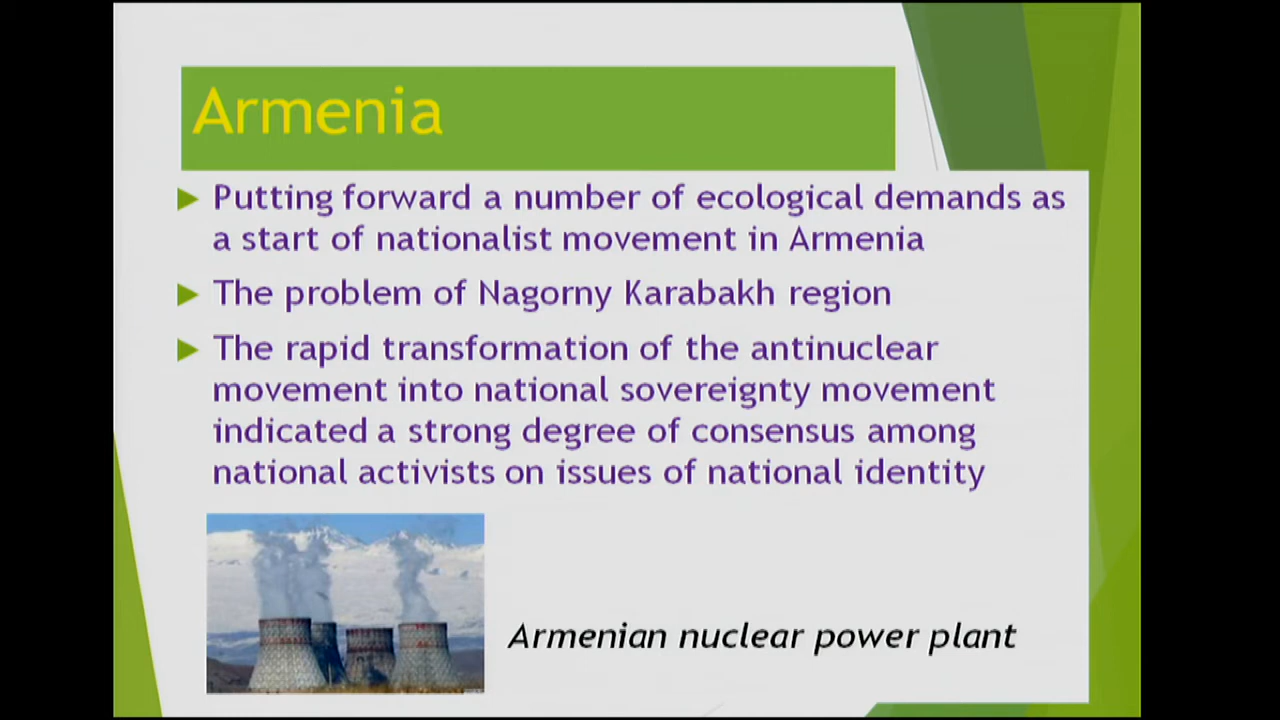 Armenia
Putting forward a number of ecological demands as
a start of nationalist movement in Armenia
The problem of Nagorny Karabakh region
The rapid transformation of the antinuclear
movement into national sovereignty movement
indicated a strong degree of consensus among
national activists on issues of national identity
Armenian nuclear power plant